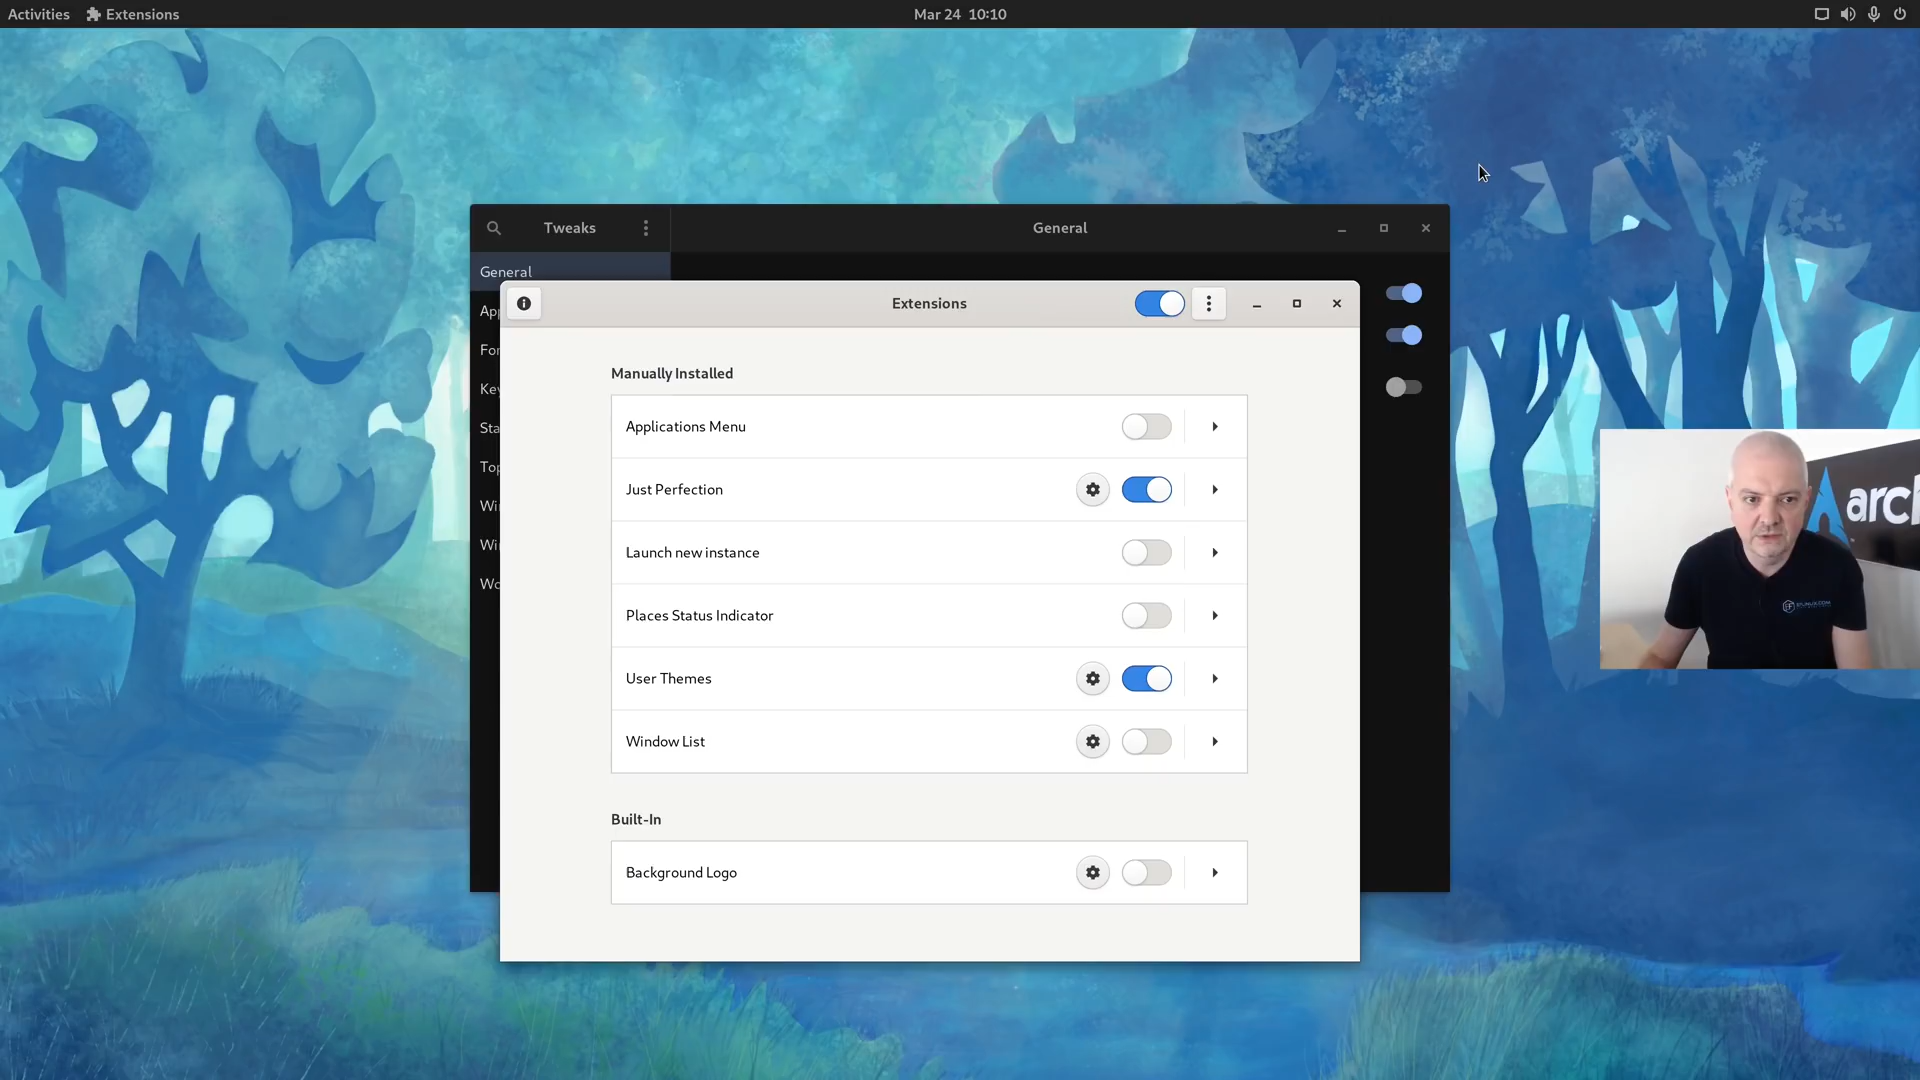 Activities
Extensions
Mar 24 10:10
Tweaks
General
General
Extensions
Manually Installed
Applications Menu
Just Perfection
Launch new instance
Places Status Indicator
User Themes
Window List
Built-In
Background Logo
arch